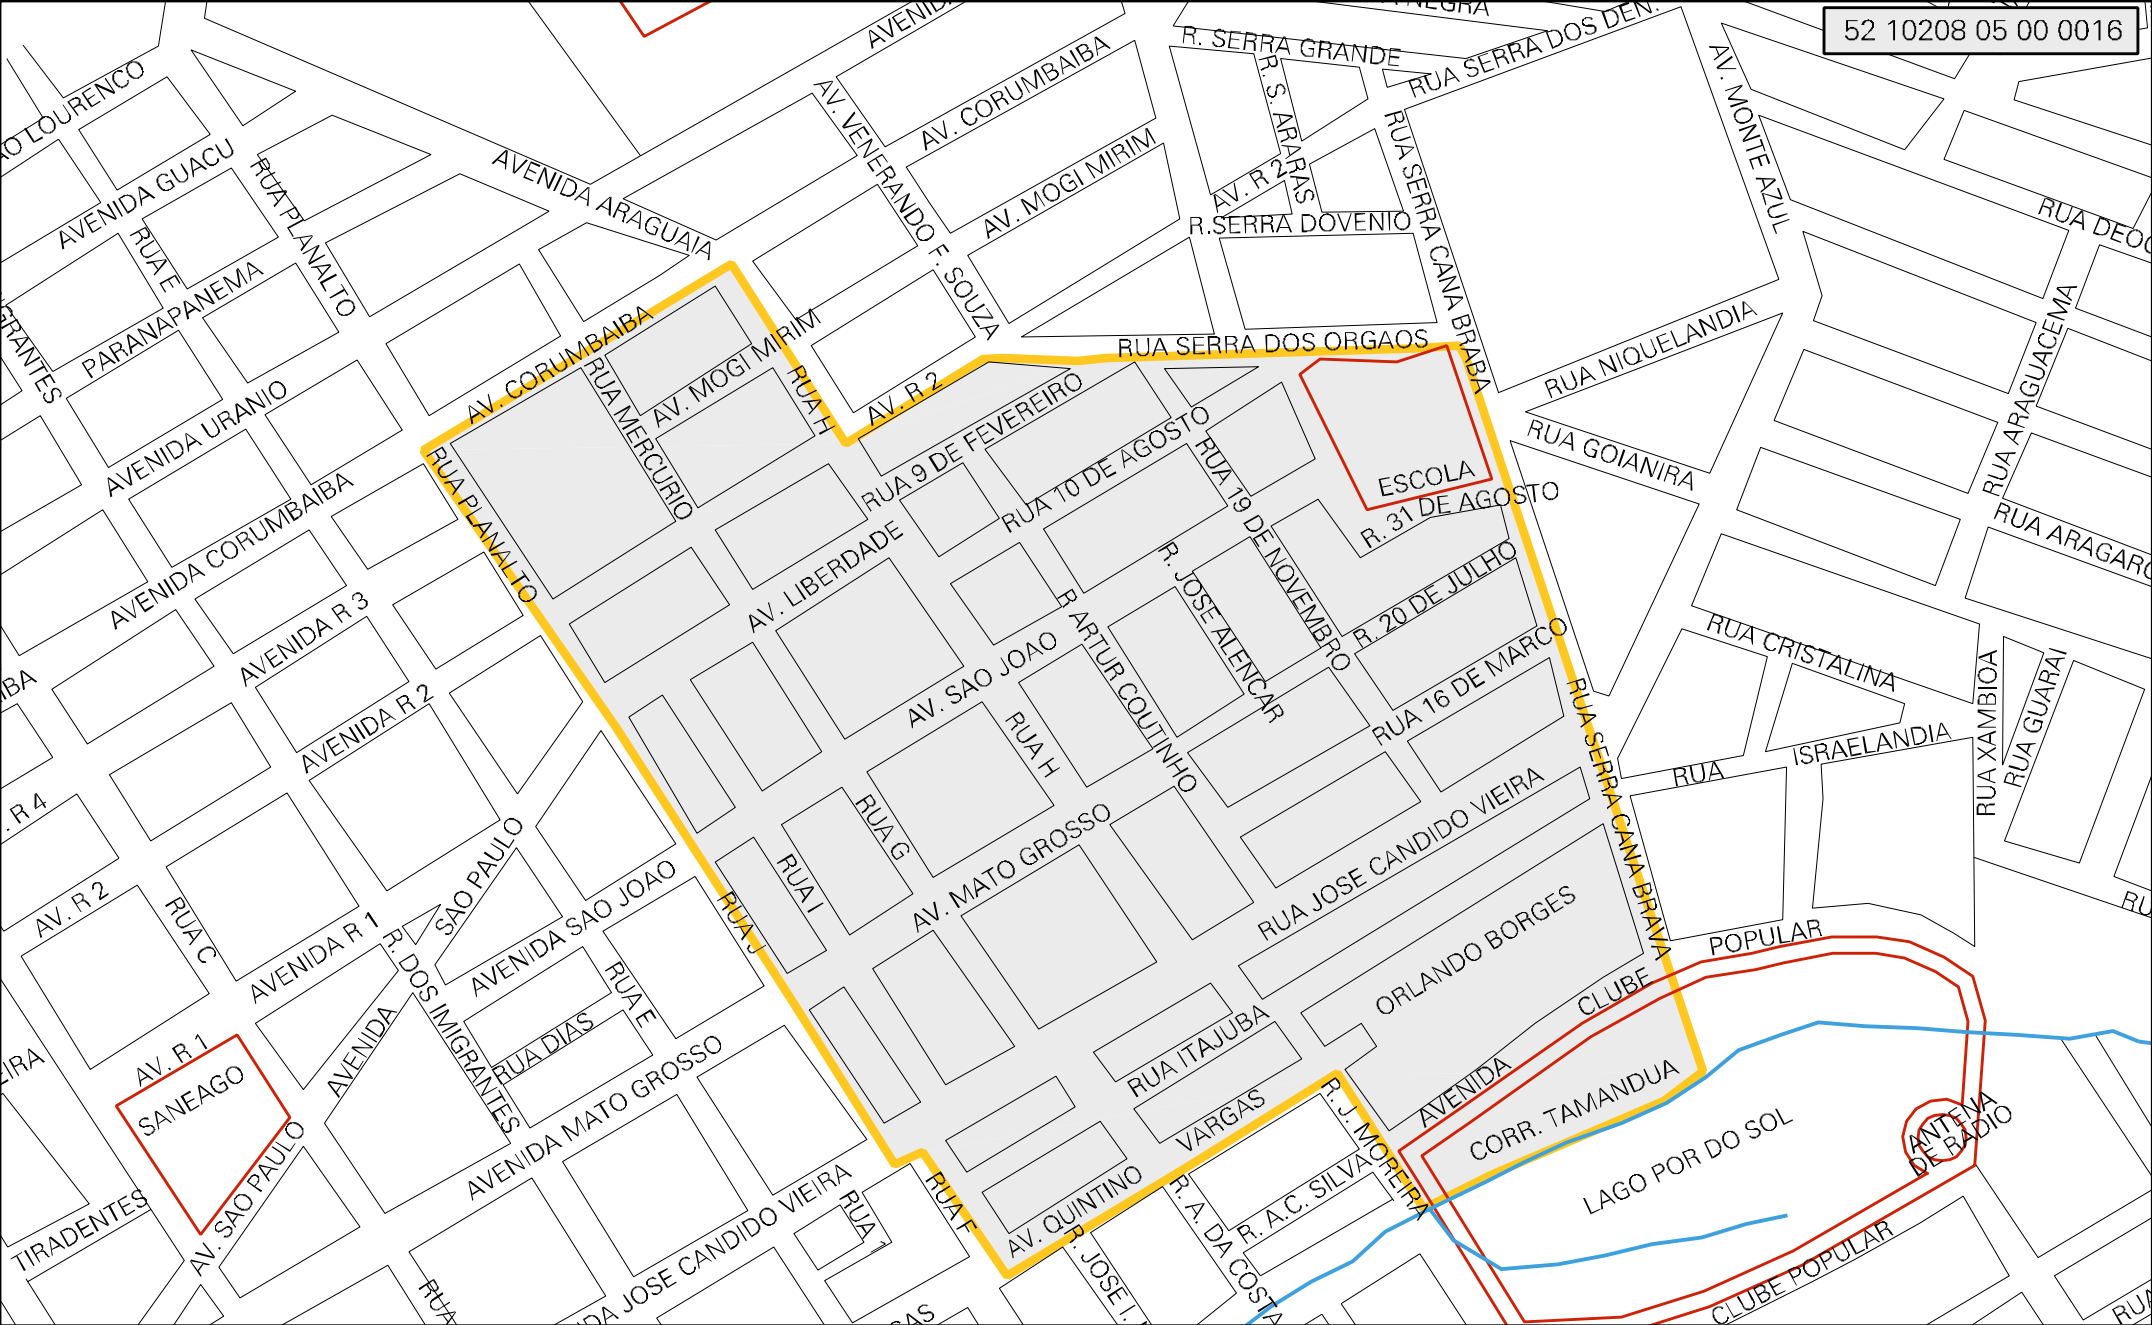 52 10208 05 00 0016
R. SERRA GRANDE
RUA SERRA DOS DEN.
AV. CORUMBAIBA
AV. VENERANDO F. SOUZA
R. S. ARARAS
AV. MONTE AZUL
AVENIDA GUACU
RUA PLANALTO
AVENIDA ARAGUAIA
AV. MOGI MIRIM
AV. R 2
R.SERRA DOVENIO
RUA SERRA CANA BRABA
RUA E
PARANAPANEMA
AV. CORUMBAIBA
AV. MOGI MIRIM
RUA SERRA DOS ORGAOS
RUA NIQUELANDIA
RUA ARAGUACEMA
AVENIDA URANIO
RUA MERCURIO
RUA H
AV. R 2
RUA 9 DE FEVEREIRO
RUA 10 DE AGOSTO
RUA 19 DE NOVEMBRO
ESCOLA
R. 31 DE AGOSTO
RUA GOIANIRA
AVENIDA CORUMBAIBA
RUA PLANALTO
AV. LIBERDADE
R. JOSE ALENCAR
R. 20 DE JULHO
AVENIDA R 3
R ARTUR COUTINHO
AV. SAO JOAO
RUA 16 DE MARCO
RUA CRISTALINA
AVENIDA R 2
RUA H
RUA SERRA CANA BRAVA
RUA ISRAELANDIA
RUA XAMBIOA
RUA GUARAI
. R 4
RUA G
AV. MATO GROSSO
RUA JOSE CANDIDO VIEIRA
AV. R 2
RUA C
AVENIDA R 1
AVENIDA SAO PAULO
AVENIDA SAO JOAO
RUA J
RUA I
ORLANDO BORGES
AVENIDA CLUBE POPULAR
R. DOS IMIGRANTES
RUA E
RUA DIAS
AVENIDA MATO GROSSO
RUA ITAJUBA
AV. R 1
SANEAGO
CORR. TAMANDUA
LAGO POR DO SOL
ANTENA
DE RADIO
AV. QUINTINO VARGAS
R. J. MOREIRA
R. A.C. SILVA
R. A. DA COSTA
TIRADENTES
AV. SAO PAULO
RUA F
RUA 1
R. JOSE I.
CLUBE POPULAR
RUA